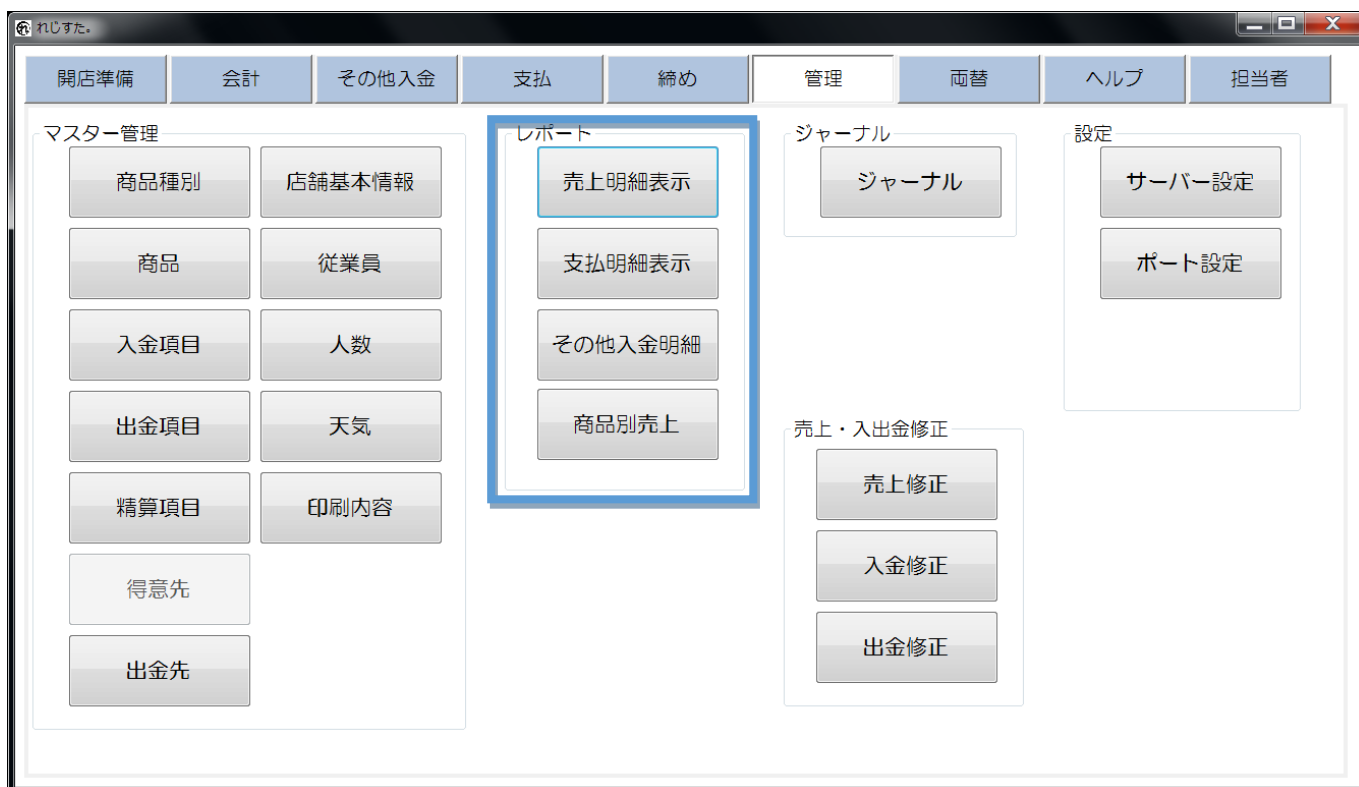 れじすた。
開店準備 会計 その他入金 支払 締め 管理 両替 ヘルプ 担当者
マスター管理
商品種別 店舗基本情報
商品 従業員
入金項目 人数
出金項目 天気
精算項目 印刷内容
得意先
出金先
レポート
売上明細表示
支払明細表示
その他入金明細
商品別売上
ジャーナル
ジャーナル
設定
サーバー設定
ポート設定
売上・入出金修正
売上修正
入金修正
出金修正